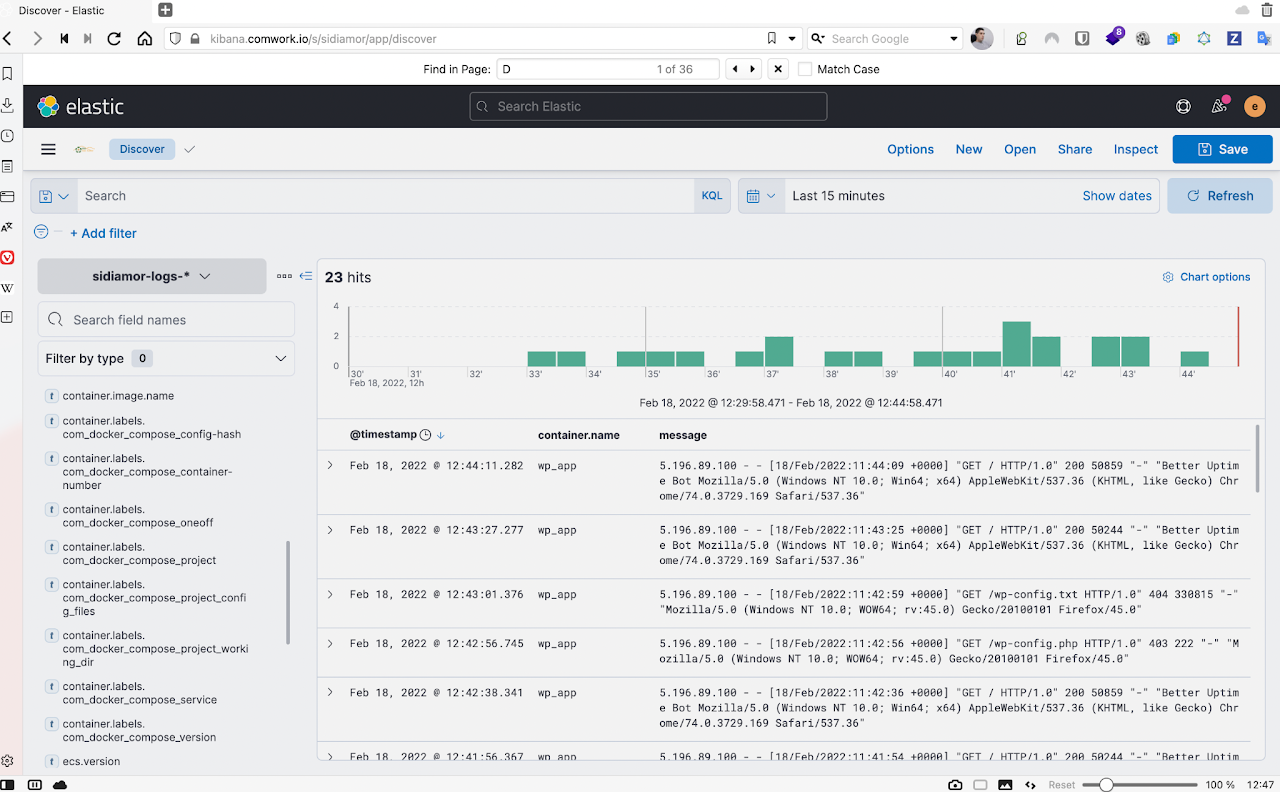 Discover - Elastic
kibana.comwork.io/s/sidiamor/app/discover
Search Google
8
Z
Find in Page:
D
1 of 36
Match Case
elastic
Search Elastic
e
Discover
Options
New
Open
Share
Inspect
Save
Search
KQL
Last 15 minutes
Show dates
Refresh
+ Add filter
W
sidiamor-logs-*
Search field names
Filter by type 0
t container.image.name
t container.labels.
com_docker_compose_config-hash
t container.labels.
com_docker_compose_container-
number
t container.labels.
com_docker_compose_oneoff
t container.labels.
com_docker_compose_project
t container.labels.
com_docker_compose_project_confi
g_files
t container.labels.
com_docker_compose_project_worki
ng_dir
t container.labels.
com_docker_compose_service
t container.labels.
com_docker_compose_version
t ecs.version
23 hits
Chart options
4
2
0
30' 31' 32' 33' 34' 35' 36' 37' 38' 39' 40' 41' 42' 43' 44'
Feb 18, 2022, 12h
Feb 18, 2022 @ 12:29:58.471 - Feb 18, 2022 @ 12:44:58.471
@timestamp container.name message
Feb 18, 2022 @ 12:44:11.282 wp_app 5.196.89.100 - - [18/Feb/2022:11:44:09 +0000] "GET / HTTP/1.0" 200 50859 "-" "Better Uptim
e Bot Mozilla/5.0 (Windows NT 10.0; Win64; x64) AppleWebKit/537.36 (KHTML, like Gecko) Chr
ome/74.0.3729.169 Safari/537.36"
Feb 18, 2022 @ 12:43:27.277 wp_app 5.196.89.100 - - [18/Feb/2022:11:43:25 +0000] "GET / HTTP/1.0" 200 50244 "-" "Better Uptim
e Bot Mozilla/5.0 (Windows NT 10.0; Win64; x64) AppleWebKit/537.36 (KHTML, like Gecko) Chr
ome/74.0.3729.169 Safari/537.36"
Feb 18, 2022 @ 12:43:01.376 wp_app 5.196.89.100 - - [18/Feb/2022:11:42:59 +0000] "GET /wp-config.txt HTTP/1.0" 404 330815 "-"
"Mozilla/5.0 (Windows NT 10.0; WOW64; rv:45.0) Gecko/20100101 Firefox/45.0"
Feb 18, 2022 @ 12:42:56.745 wp_app 5.196.89.100 - - [18/Feb/2022:11:42:56 +0000] "GET /wp-config.php HTTP/1.0" 403 222 "-" "M
ozilla/5.0 (Windows NT 10.0; WOW64; rv:45.0) Gecko/20100101 Firefox/45.0"
Feb 18, 2022 @ 12:42:38.341 wp_app 5.196.89.100 - - [18/Feb/2022:11:42:36 +0000] "GET / HTTP/1.0" 200 50859 "-" "Better Uptim
e Bot Mozilla/5.0 (Windows NT 10.0; Win64; x64) AppleWebKit/537.36 (KHTML, like Gecko) Chr
ome/74.0.3729.169 Safari/537.36"
Feb 18, 2022 @ 12:41:56.367 wp_app 5.196.89.100 - - [18/Feb/2022:11:41:54 +0000] "GET / HTTP/1.0" 200 50244 "-" "Better Uptim
Reset
100 %
12:47